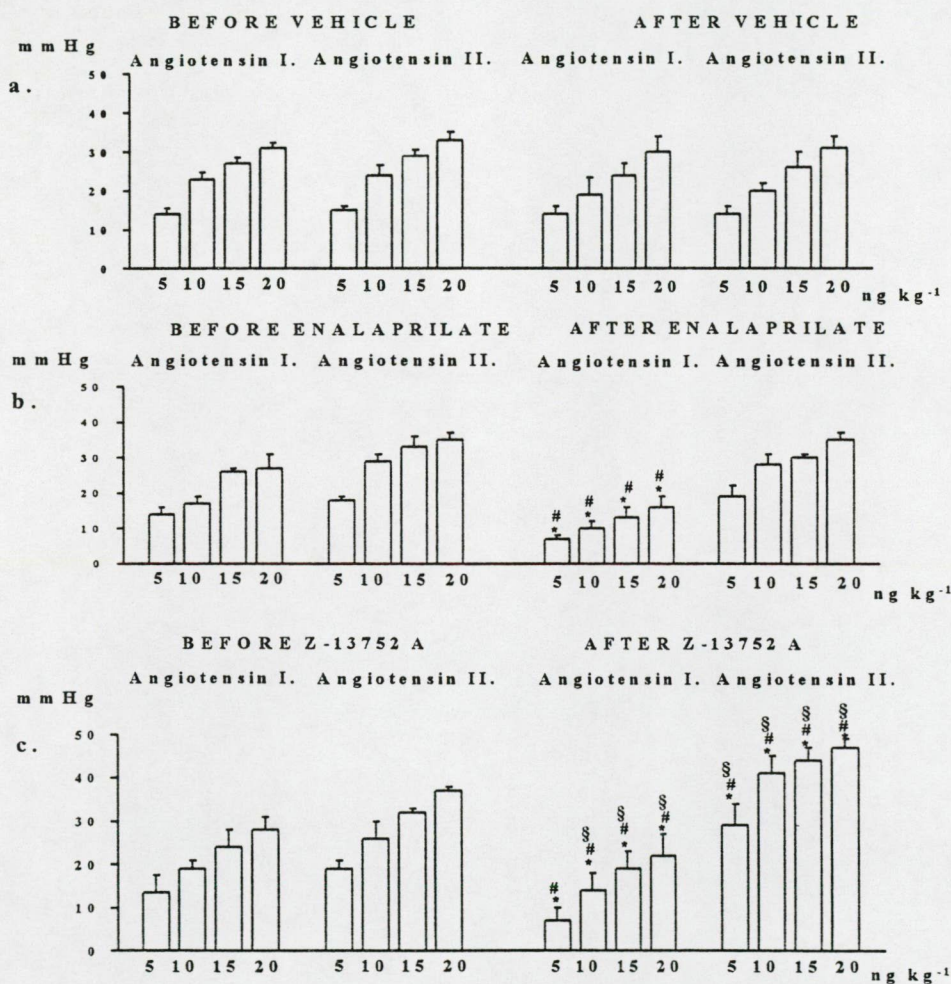 BEFORE VEHICLE AFTER VEHICLE
mmHg
Angiotensin I. Angiotensin II. Angiotensin I. Angiotensin II.
a.
50
40
30
20
10
0
5 10 15 20 5 10 15 20 5 10 15 20 5 10 15 20 ng kg⁻¹
BEFORE ENALAPRILATE AFTER ENALAPRILATE
mmHg
Angiotensin I. Angiotensin II. Angiotensin I. Angiotensin II.
b.
50
40
30
20
10
0
# # # #
* * * *
5 10 15 20 5 10 15 20 5 10 15 20 5 10 15 20 ng kg⁻¹
BEFORE Z-13752 A AFTER Z-13752 A
Angiotensin I. Angiotensin II. Angiotensin I. Angiotensin II.
mmHg
c.
50
40
30
20
10
0
§ § § § § § §
# # # # # # # #
* * * * * * * *
5 10 15 20 5 10 15 20 5 10 15 20 5 10 15 20 ng kg⁻¹